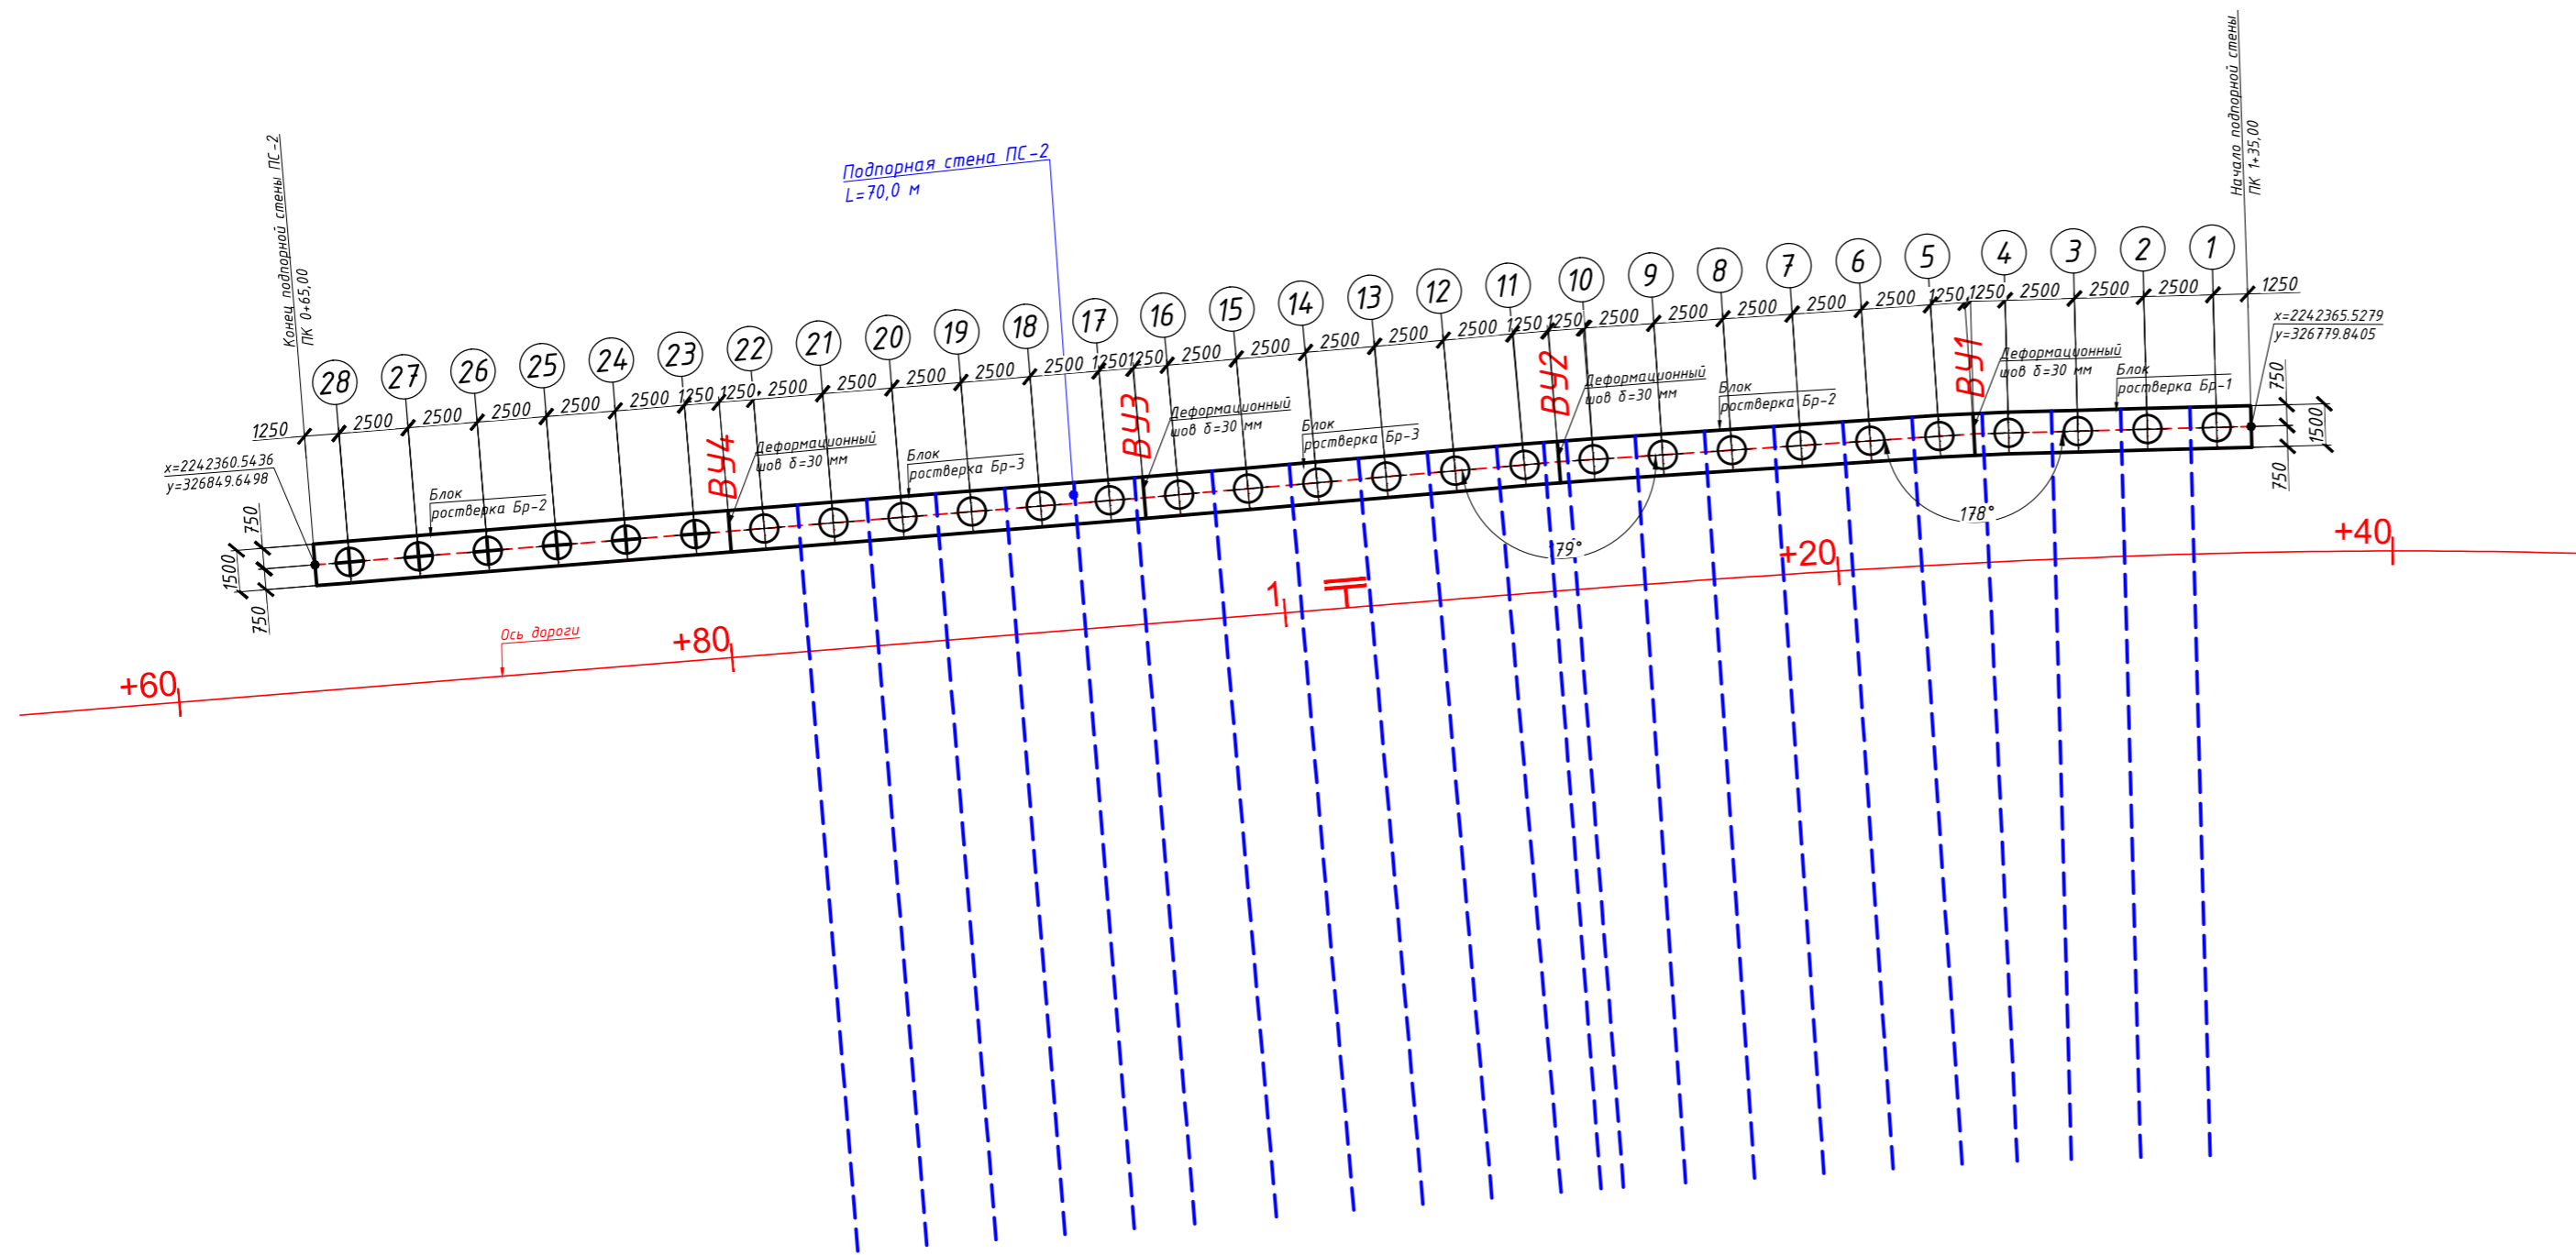 Конец подпорной стены ПС-2
ПК 0+65,00
Подпорная стена ПС-2
L=70,0 м
Начало подпорной стены
ПК 1+35,00
28
27
26
25
24
23
22
21
20
19
18
17
16
15
14
13
12
11
10
9
8
7
6
5
4
3
2
1
1250
2500
2500
2500
2500
2500
1250
1250
2500
2500
2500
2500
2500
1250
1250
2500
2500
2500
2500
2500
1250
1250
2500
2500
2500
2500
2500
1250
1250
2500
2500
2500
1250
x=2242360.5436
y=326849.6498
x=2242365.5279
y=326779.8405
750
1500
750
750
1500
750
ВУ4
ВУ3
ВУ2
ВУ1
Деформационный
шов δ=30 мм
Деформационный
шов δ=30 мм
Деформационный
шов δ=30 мм
Деформационный
шов δ=30 мм
Блок
ростверка Бр-2
Блок
ростверка Бр-3
Блок
ростверка Бр-3
Блок
ростверка Бр-2
Блок
ростверка Бр-1
79°
178°
Ось дороги
+60
+80
1
+20
+40